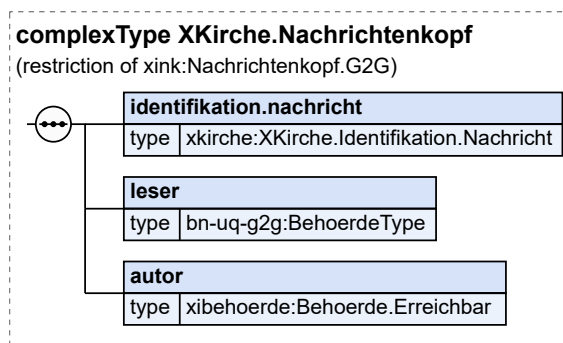 complexType XKirche.Nachrichtenkopf
(restriction of xink:Nachrichtenkopf.G2G)
identifikation.nachricht
type xkirche:XKirche.Identifikation.Nachricht
leser
type bn-uq-g2g:BehoerdeType
autor
type xibehoerde:Behoerde.Erreichbar